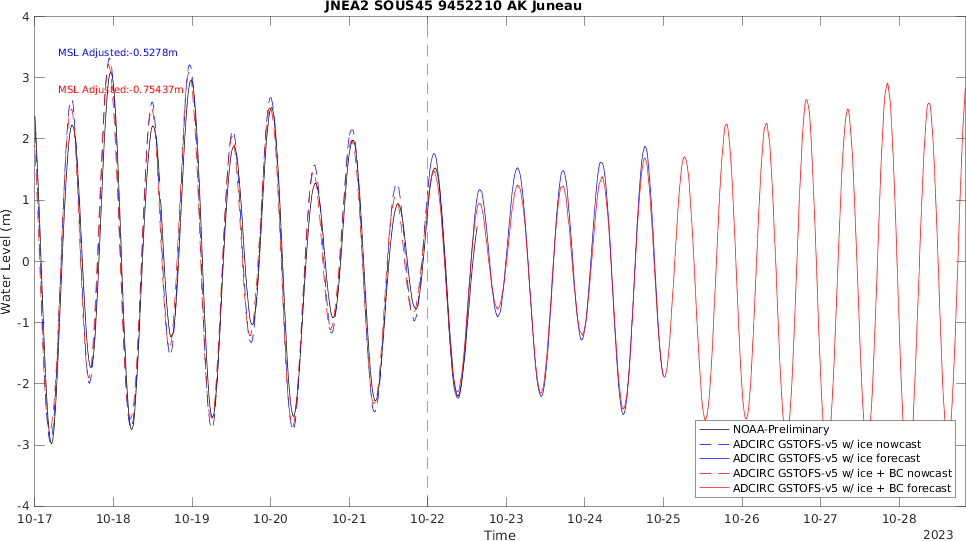 JNEA2 SOUS45 9452210 AK Juneau
MSL Adjusted:-0.5278m
MSL Adjusted:-0.75437m
Water Level (m)
4
3
2
1
0
-1
-2
-3
-4
NOAA-Preliminary
ADCIRC GSTOFS-v5 w/ ice nowcast
ADCIRC GSTOFS-v5 w/ ice forecast
ADCIRC GSTOFS-v5 w/ ice + BC nowcast
ADCIRC GSTOFS-v5 w/ ice + BC forecast
10-17 10-18 10-19 10-20 10-21 10-22 10-23 10-24 10-25 10-26 10-27 10-28
Time
2023